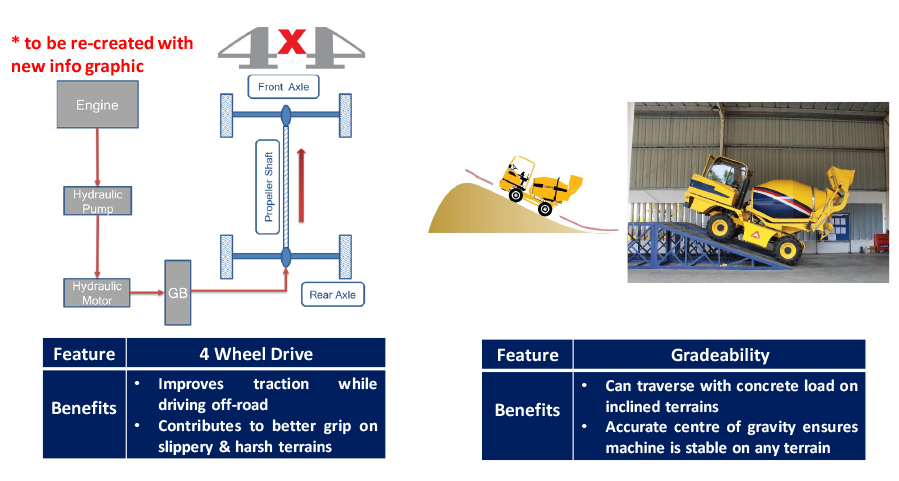 * to be re-created with
new info graphic
Engine
Hydraulic
Pump
Hydraulic
Motor
GB
Front Axle
Propeller Shaft
Rear Axle
Feature
4 Wheel Drive
Benefits
• Improves traction while
driving off-road
• Contributes to better grip on
slippery & harsh terrains
Feature
Gradeability
Benefits
• Can traverse with concrete load on
inclined terrains
• Accurate centre of gravity ensures
machine is stable on any terrain